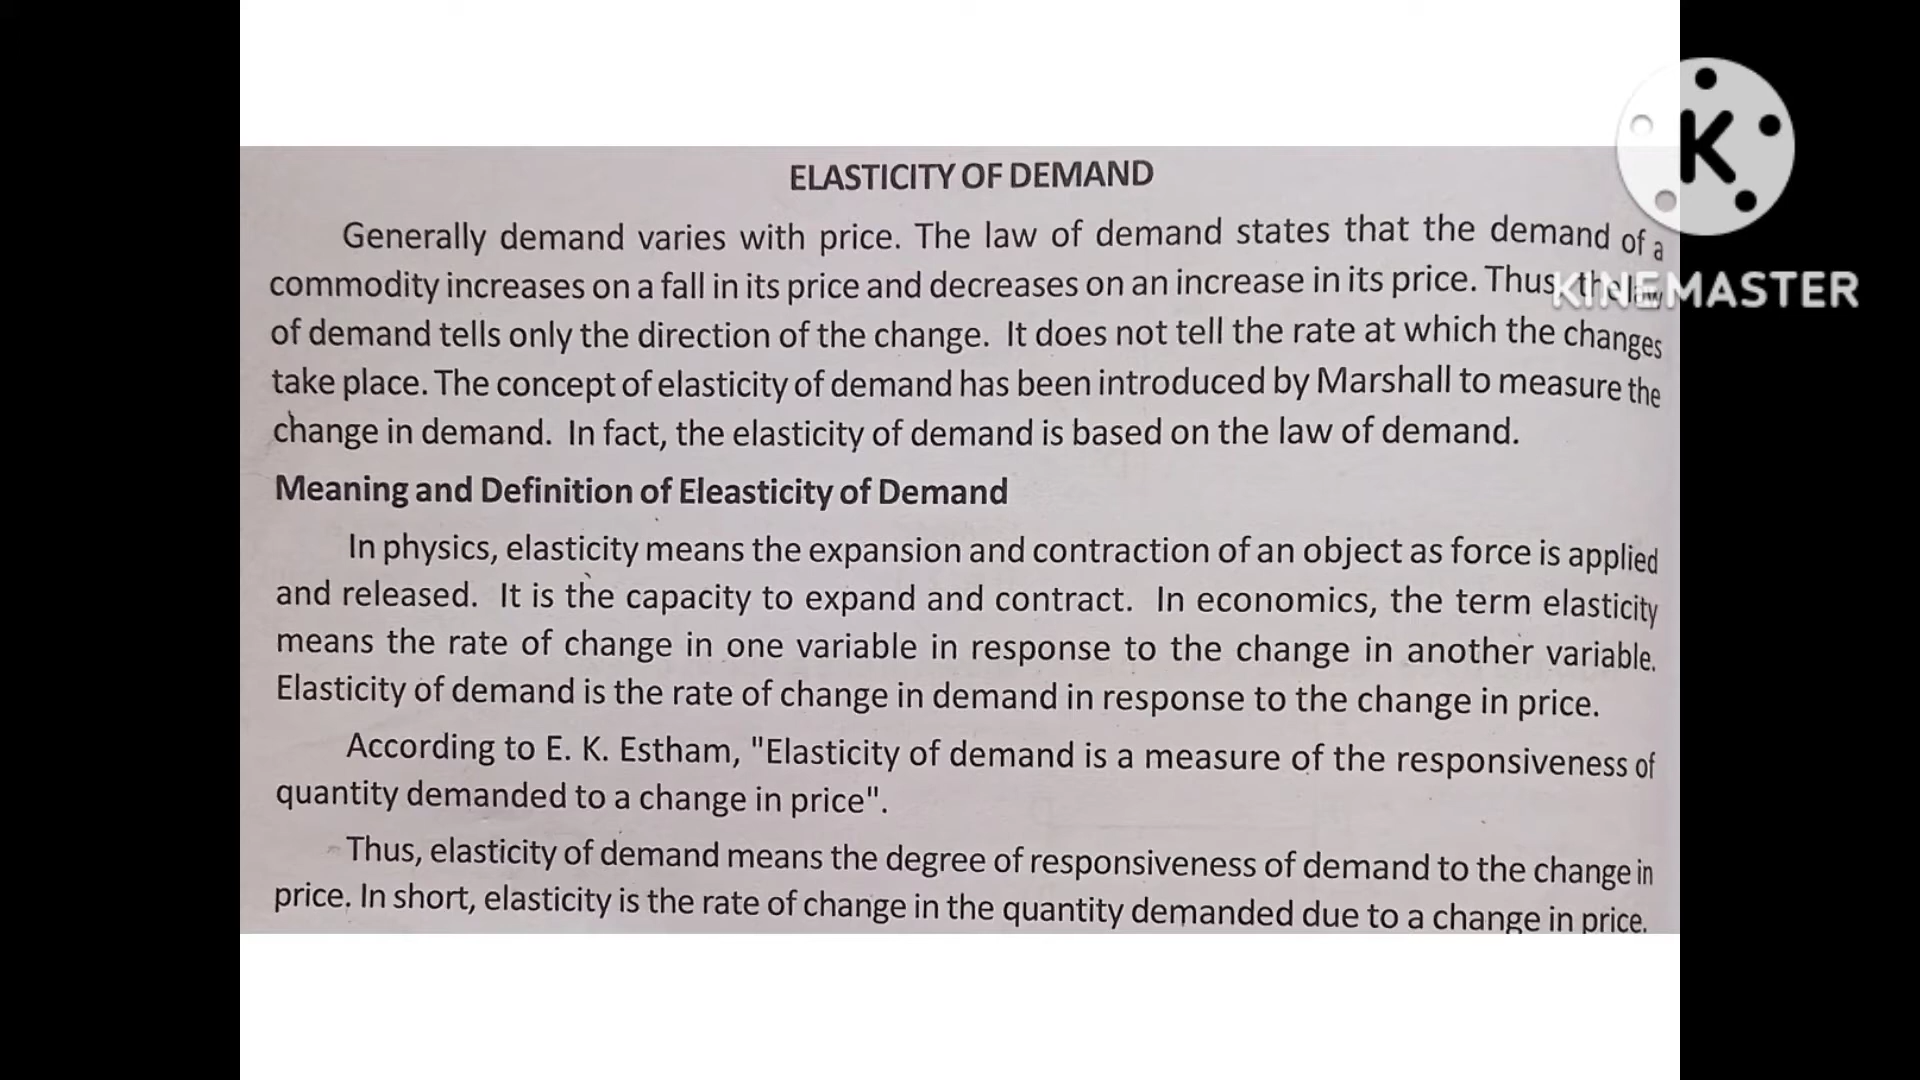 ELASTICITY OF DEMAND
Generally demand varies with price. The law of demand states that the demand of a
commodity increases on a fall in its price and decreases on an increase in its price. Thus, the law
of demand tells only the direction of the change. It does not tell the rate at which the changes
take place. The concept of elasticity of demand has been introduced by Marshall to measure the
change in demand. In fact, the elasticity of demand is based on the law of demand.
Meaning and Definition of Eleasticity of Demand
In physics, elasticity means the expansion and contraction of an object as force is applied
and released. It is the capacity to expand and contract. In economics, the term elasticity
means the rate of change in one variable in response to the change in another variable.
Elasticity of demand is the rate of change in demand in response to the change in price.
According to E. K. Estham, "Elasticity of demand is a measure of the responsiveness of
quantity demanded to a change in price".
Thus, elasticity of demand means the degree of responsiveness of demand to the change in
price. In short, elasticity is the rate of change in the quantity demanded due to a change in price.
K
KINEMASTER